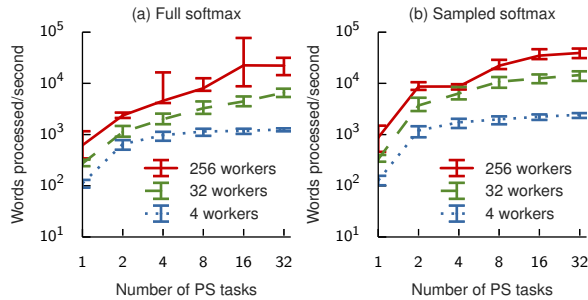 (a) Full softmax
(b) Sampled softmax
Words processed/second
10^5
10^4
10^3
10^2
10^1
256 workers
32 workers
4 workers
1 2 4 8 16 32
Number of PS tasks
Words processed/second
10^5
10^4
10^3
10^2
10^1
256 workers
32 workers
4 workers
1 2 4 8 16 32
Number of PS tasks